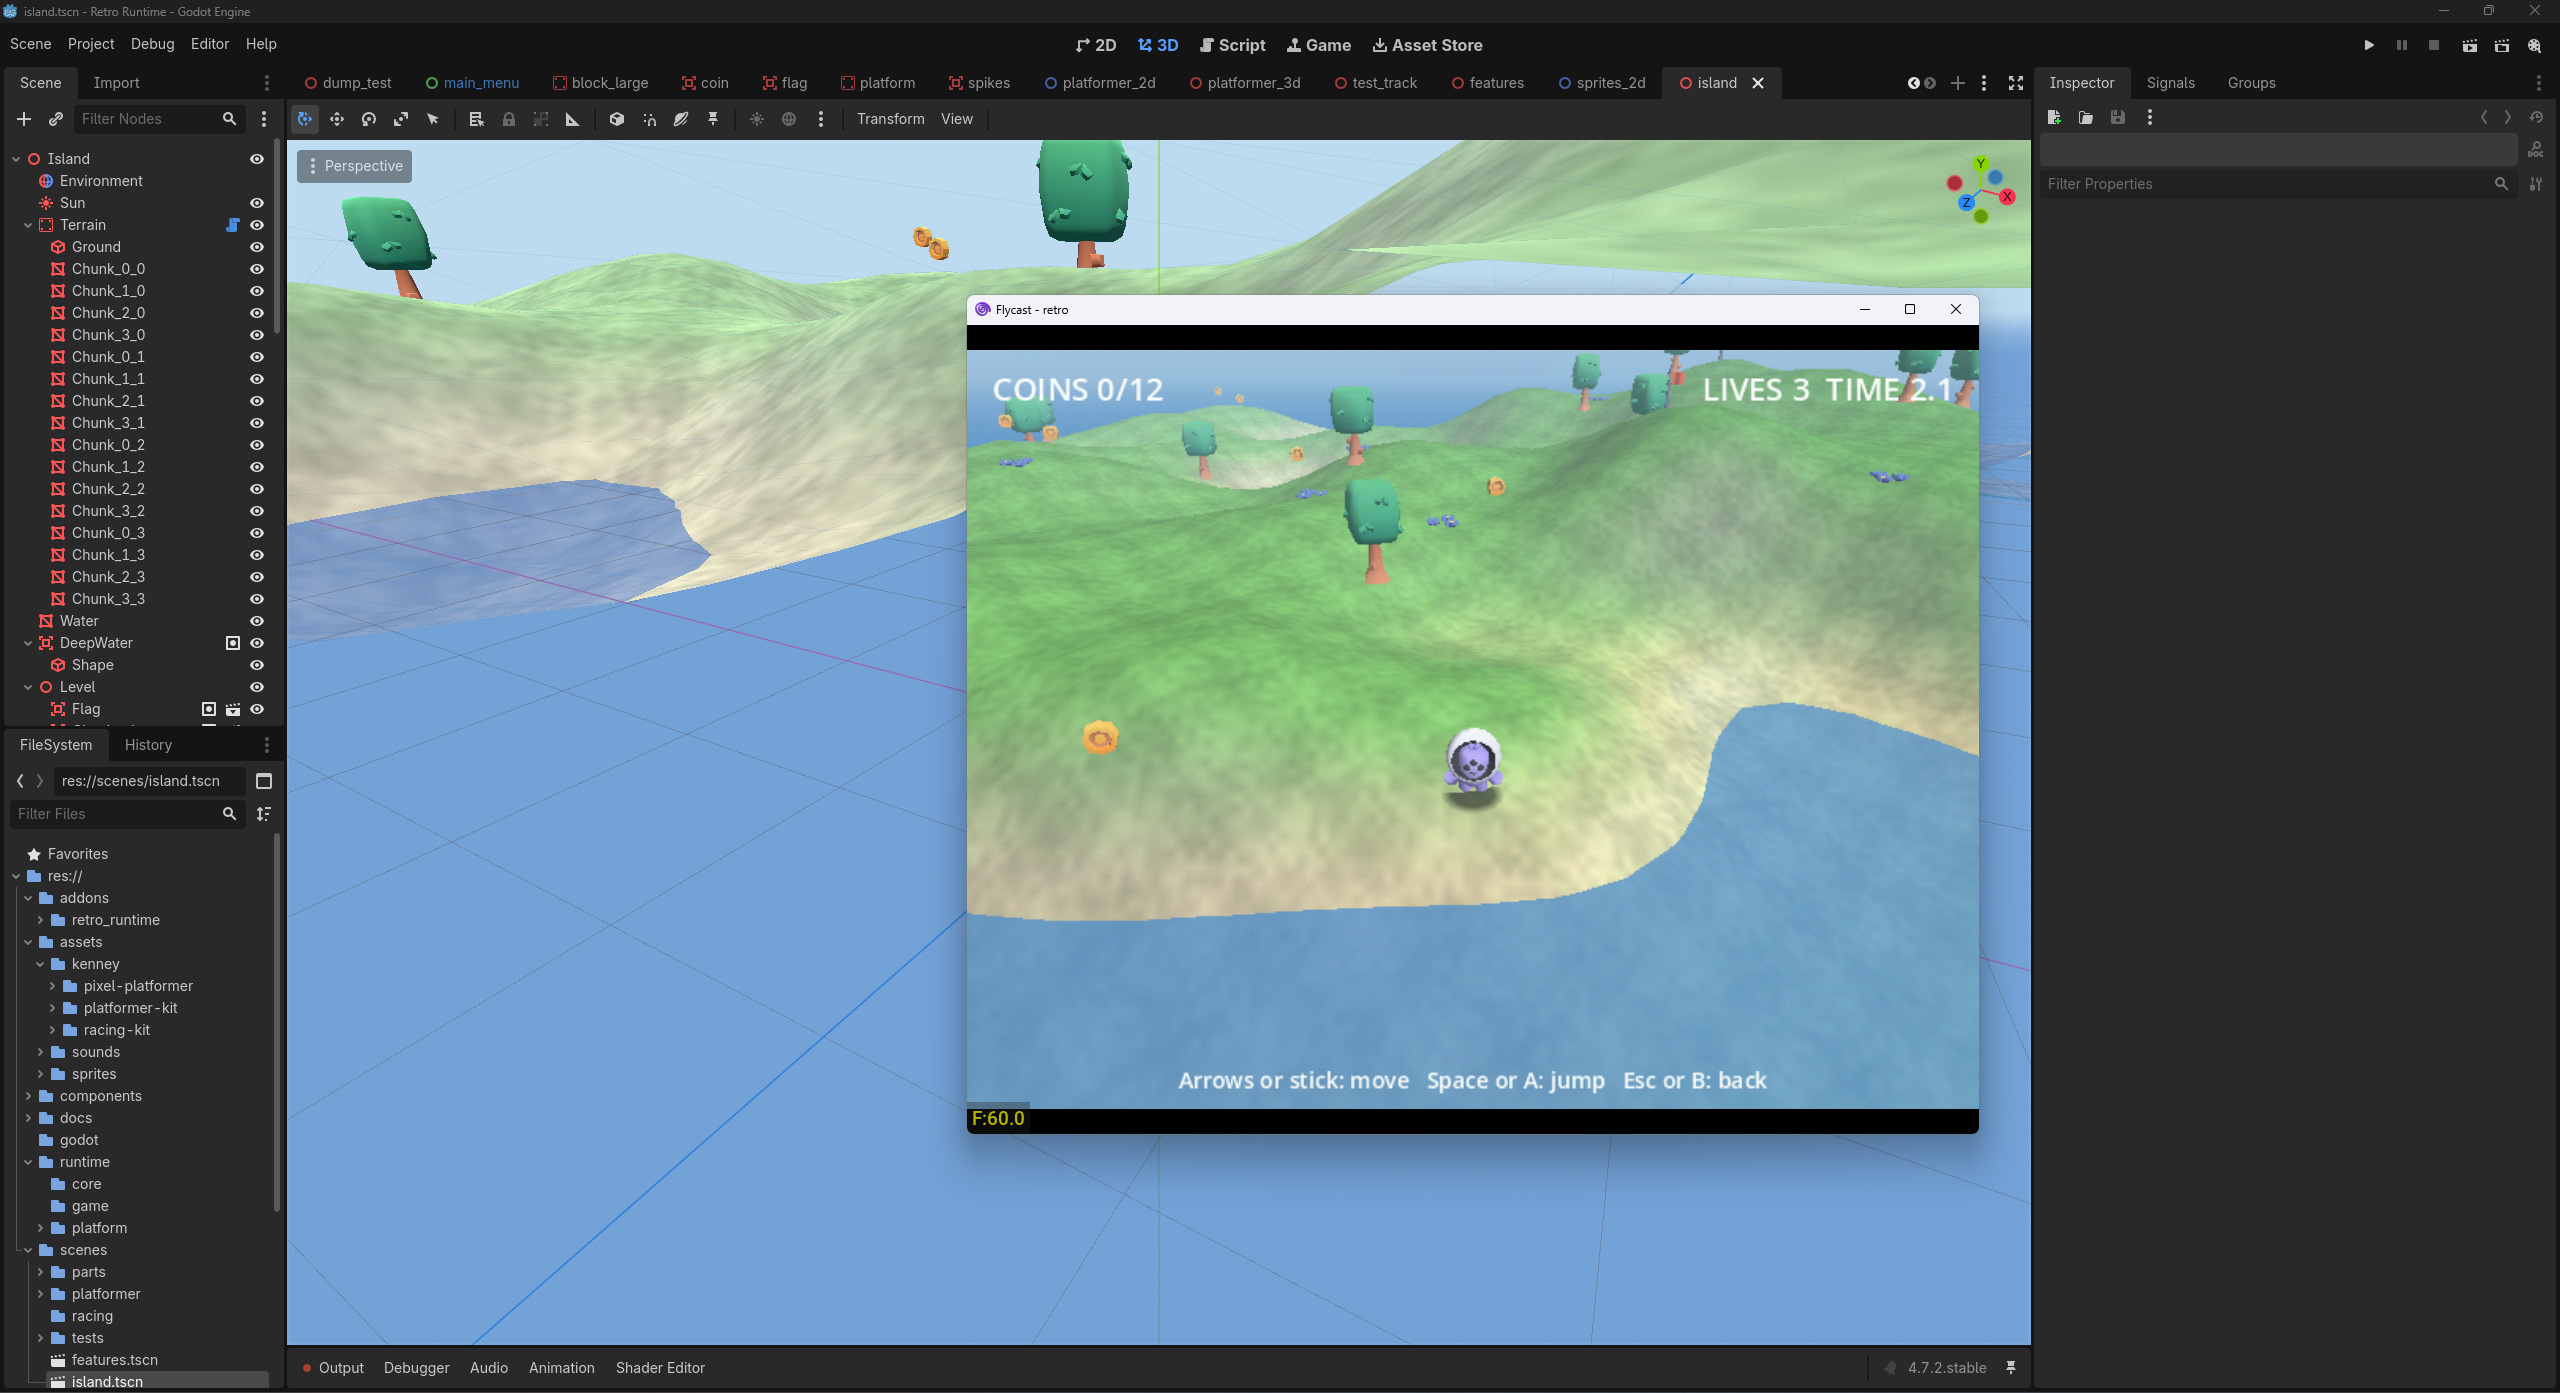 island.tscn - Retro Runtime - Godot Engine
Scene Project Debug Editor Help
2D 3D Script Game Asset Store
Scene Import
dump_test main_menu block_large coin flag platform spikes platformer_2d platformer_3d test_track features sprites_2d island
Inspector Signals Groups
Filter Nodes
Transform View
Perspective
Y
X
Z
DOC
Filter Properties
Island
Environment
Sun
Terrain
Ground
Chunk_0_0
Chunk_1_0
Chunk_2_0
Chunk_3_0
Chunk_0_1
Chunk_1_1
Chunk_2_1
Chunk_3_1
Chunk_0_2
Chunk_1_2
Chunk_2_2
Chunk_3_2
Chunk_0_3
Chunk_1_3
Chunk_2_3
Chunk_3_3
Water
DeepWater
Shape
Level
Flag
FileSystem History
res://scenes/island.tscn
Filter Files
Favorites
res://
addons
retro_runtime
assets
kenney
pixel-platformer
platformer-kit
racing-kit
sounds
sprites
components
docs
godot
runtime
core
game
platform
scenes
parts
platformer
racing
tests
features.tscn
island.tscn
Flycast - retro
COINS 0/12
LIVES 3 TIME 2.1
Arrows or stick: move Space or A: jump Esc or B: back
F:60.0
Output Debugger Audio Animation Shader Editor
4.7.2.stable